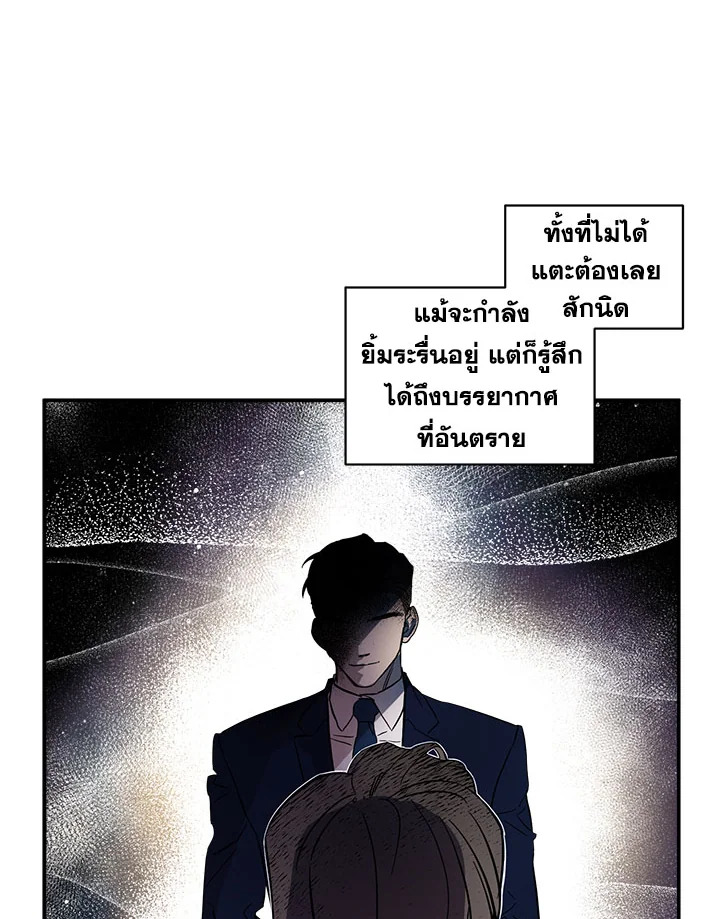 ทั้งที่ไม่ได้
แตะต้องเลย
สักนิด
แม้จะกำลัง
ยิ้มระรื่นอยู่ แต่ก็รู้สึก
ได้ถึงบรรยากาศ
ที่อันตราย